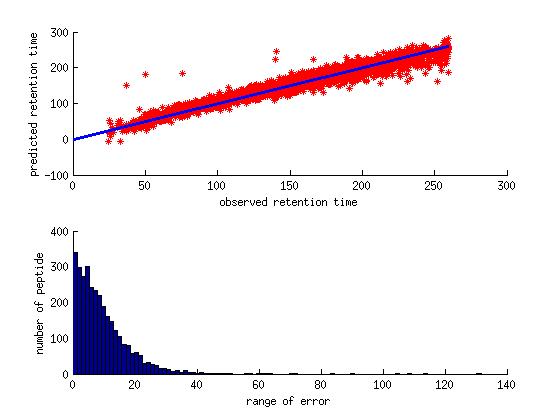 predicted retention time
300
200
100
0
-100
0 50 100 150 200 250 300
observed retention time
number of peptide
400
300
200
100
0
0 20 40 60 80 100 120 140
range of error